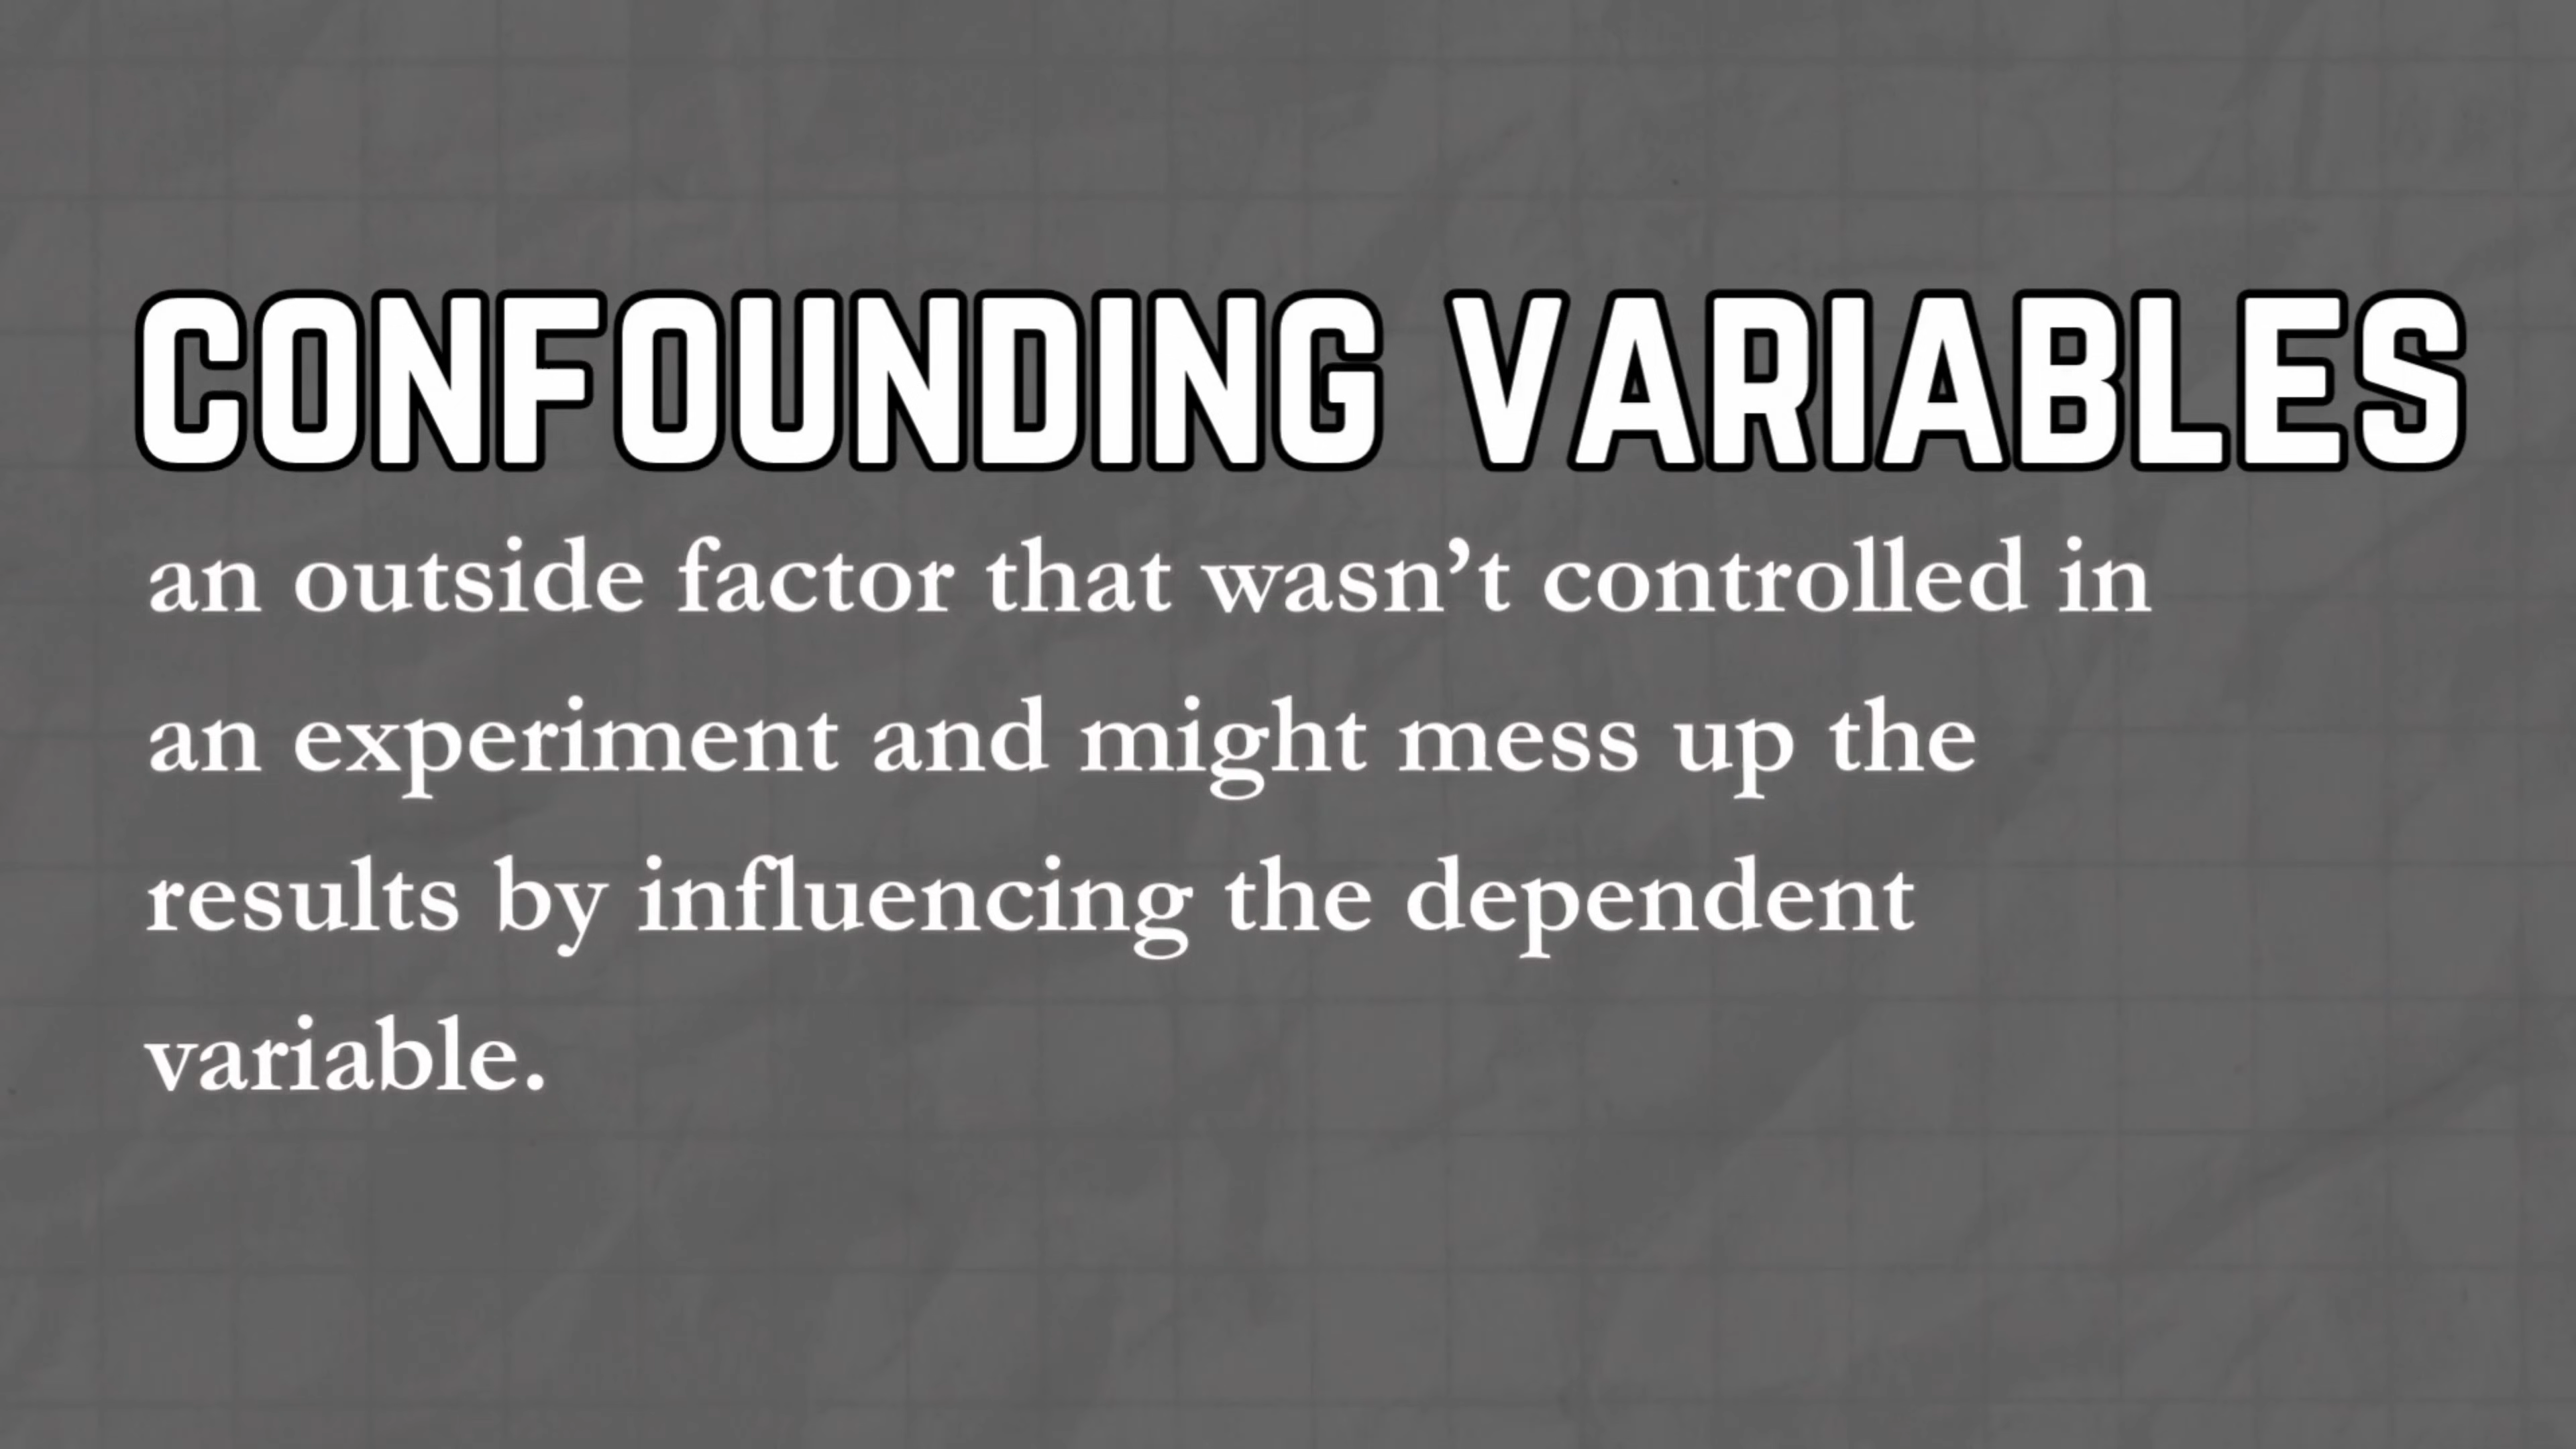 CONFOUNDING VARIABLES
an outside factor that wasn’t controlled in
an experiment and might mess up the
results by influencing the dependent
variable.